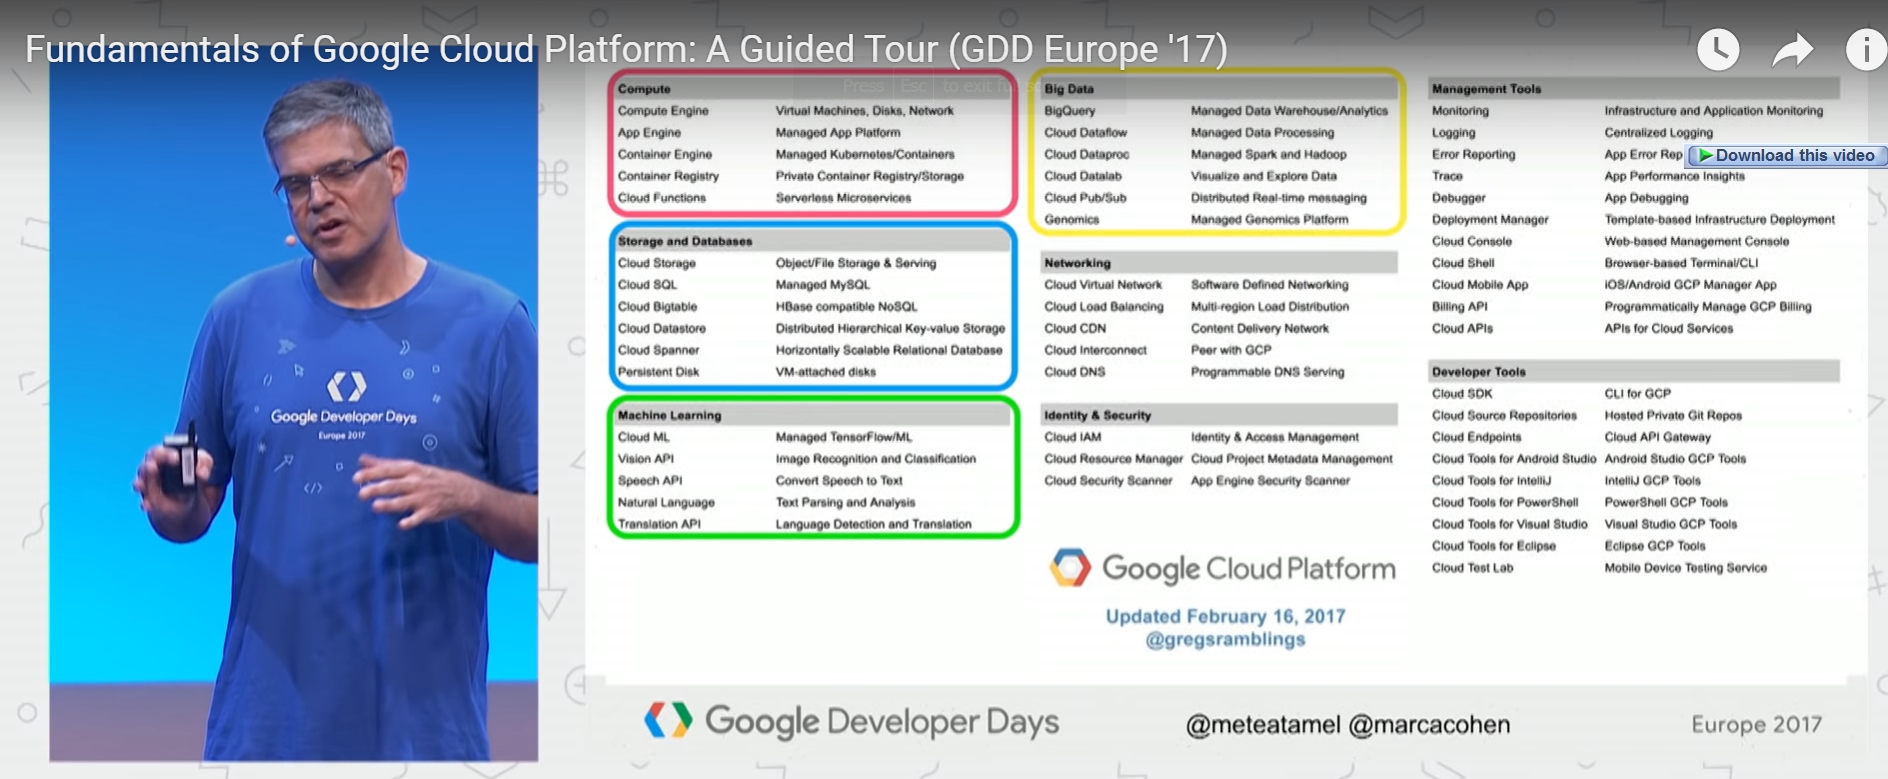 Fundamentals of Google Cloud Platform: A Guided Tour (GDD Europe '17)
Press Esc to exit full
Download this video
Google Developer Days
Europe 2017
Compute
Compute Engine Virtual Machines, Disks, Network
App Engine Managed App Platform
Container Engine Managed Kubernetes/Containers
Container Registry Private Container Registry/Storage
Cloud Functions Serverless Microservices
Storage and Databases
Cloud Storage Object/File Storage & Serving
Cloud SQL Managed MySQL
Cloud Bigtable HBase compatible NoSQL
Cloud Datastore Distributed Hierarchical Key-value Storage
Cloud Spanner Horizontally Scalable Relational Database
Persistent Disk VM-attached disks
Machine Learning
Cloud ML Managed TensorFlow/ML
Vision API Image Recognition and Classification
Speech API Convert Speech to Text
Natural Language Text Parsing and Analysis
Translation API Language Detection and Translation
Big Data
BigQuery Managed Data Warehouse/Analytics
Cloud Dataflow Managed Data Processing
Cloud Dataproc Managed Spark and Hadoop
Cloud Datalab Visualize and Explore Data
Cloud Pub/Sub Distributed Real-time messaging
Genomics Managed Genomics Platform
Networking
Cloud Virtual Network Software Defined Networking
Cloud Load Balancing Multi-region Load Distribution
Cloud CDN Content Delivery Network
Cloud Interconnect Peer with GCP
Cloud DNS Programmable DNS Serving
Identity & Security
Cloud IAM Identity & Access Management
Cloud Resource Manager Cloud Project Metadata Management
Cloud Security Scanner App Engine Security Scanner
Google Cloud Platform
Updated February 16, 2017
@gregsramblings
Management Tools
Monitoring Infrastructure and Application Monitoring
Logging Centralized Logging
Error Reporting App Error Rep
Trace App Performance Insights
Debugger App Debugging
Deployment Manager Template-based Infrastructure Deployment
Cloud Console Web-based Management Console
Cloud Shell Browser-based Terminal/CLI
Cloud Mobile App iOS/Android GCP Manager App
Billing API Programmatically Manage GCP Billing
Cloud APIs APIs for Cloud Services
Developer Tools
Cloud SDK CLI for GCP
Cloud Source Repositories Hosted Private Git Repos
Cloud Endpoints Cloud API Gateway
Cloud Tools for Android Studio Android Studio GCP Tools
Cloud Tools for IntelliJ IntelliJ GCP Tools
Cloud Tools for PowerShell PowerShell GCP Tools
Cloud Tools for Visual Studio Visual Studio GCP Tools
Cloud Tools for Eclipse Eclipse GCP Tools
Cloud Test Lab Mobile Device Testing Service
Google Developer Days
@meteatamel @marcacohen
Europe 2017